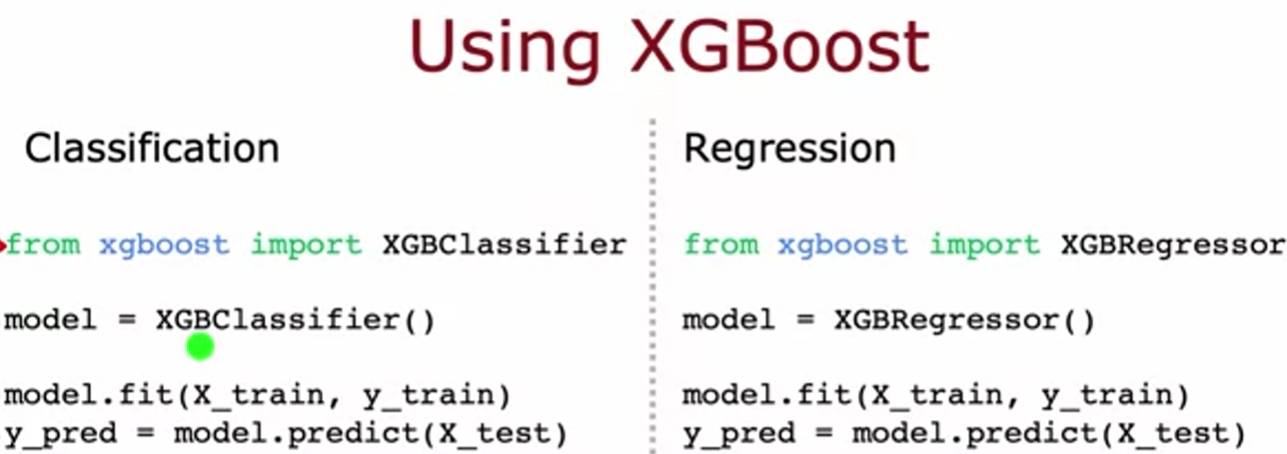 Using XGBoost
Classification
from xgboost import XGBClassifier
model = XGBClassifier()
model.fit(X_train, y_train)
y_pred = model.predict(X_test)
Regression
from xgboost import XGBRegressor
model = XGBRegressor()
model.fit(X_train, y_train)
y_pred = model.predict(X_test)